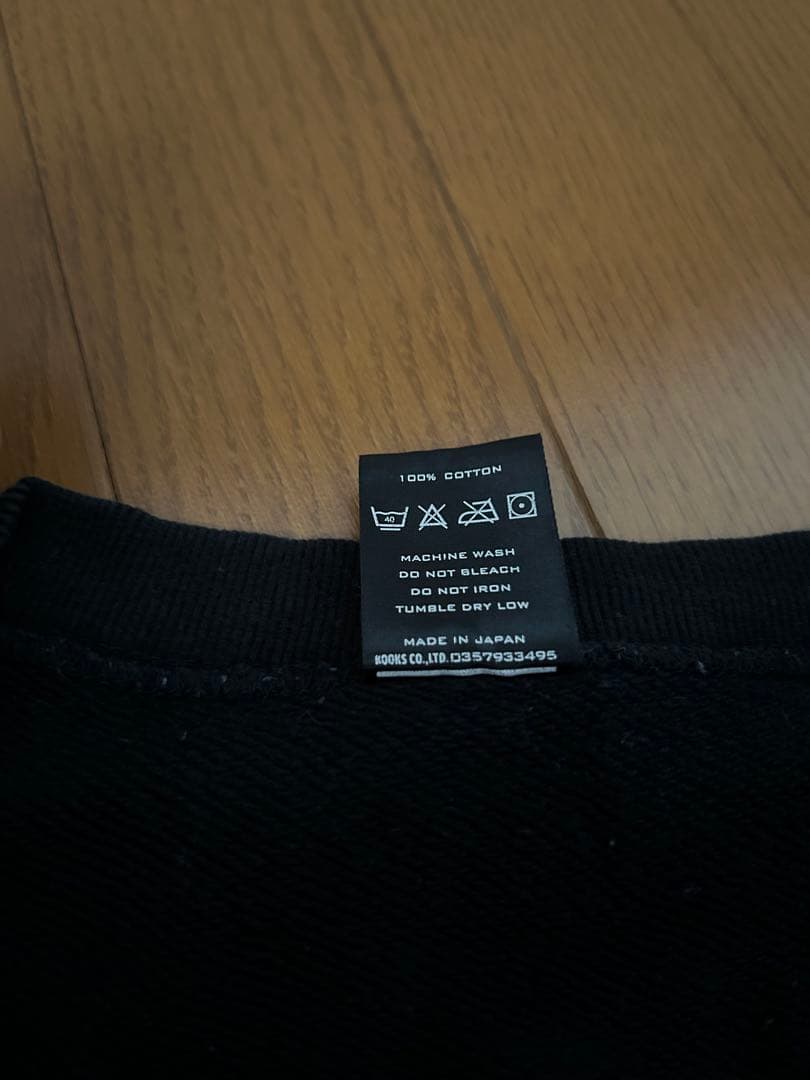 100% COTTON
40
MACHINE WASH
DO NOT BLEACH
DO NOT IRON
TUMBLE DRY LOW
MADE IN JAPAN
KOOKS CO.,LTD.0357933495